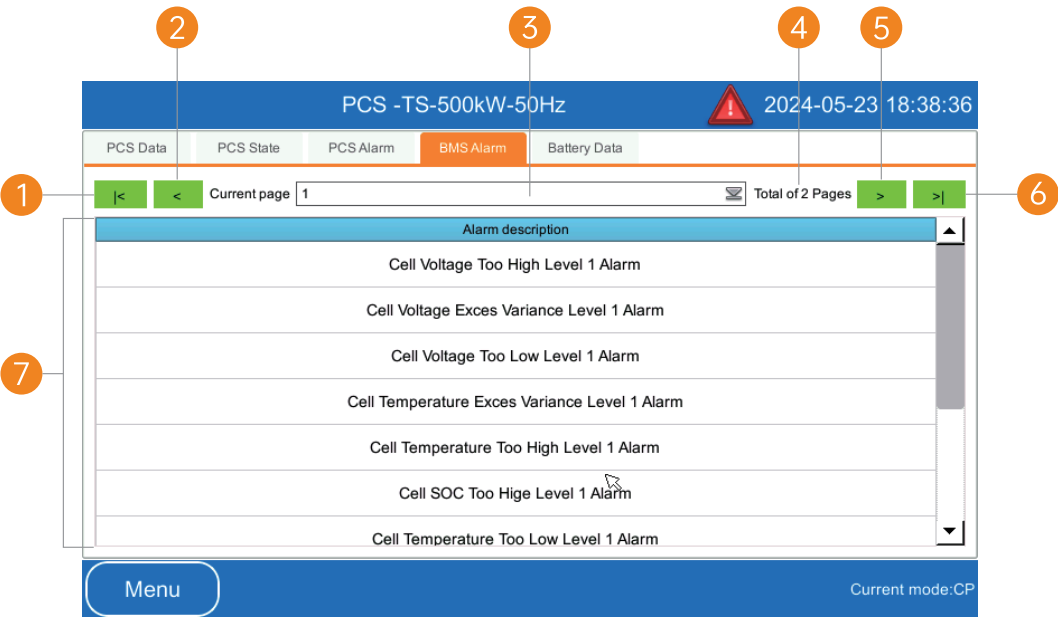 2 3 4 5
PCS -TS-500kW-50Hz 2024-05-23 18:38:36
PCS Data PCS State PCS Alarm BMS Alarm Battery Data
1 |< < Current page 1 Total of 2 Pages > >| 6
Alarm description
Cell Voltage Too High Level 1 Alarm
Cell Voltage Exces Variance Level 1 Alarm
Cell Voltage Too Low Level 1 Alarm
7
Cell Temperature Exces Variance Level 1 Alarm
Cell Temperature Too High Level 1 Alarm
Cell SOC Too Hige Level 1 Alarm
Cell Temperature Too Low Level 1 Alarm
Menu Current mode:CP